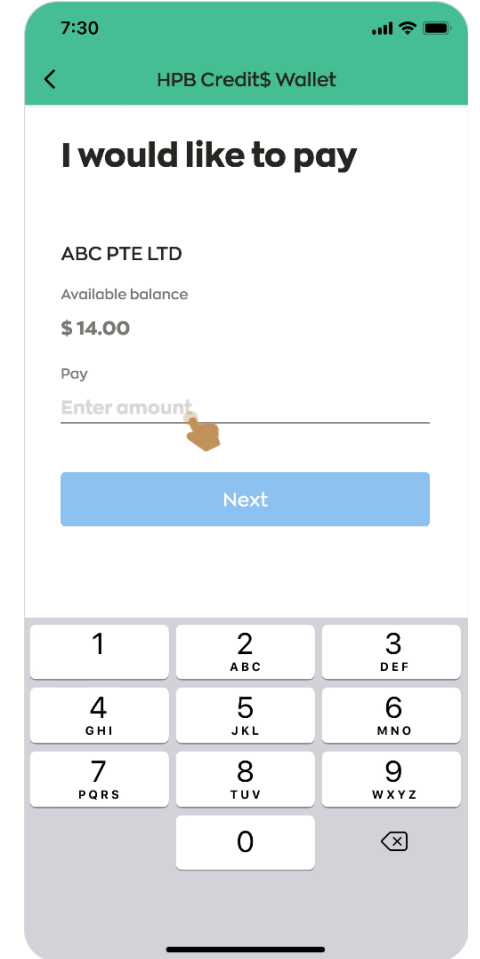 7:30
HPB Credit$ Wallet
I would like to pay
ABC PTE LTD
Available balance
$ 14.00
Pay
Enter amount
Next
1 2 3
ABC DEF
4 5 6
GHI JKL MNO
7 8 9
PQRS TUV WXYZ
0